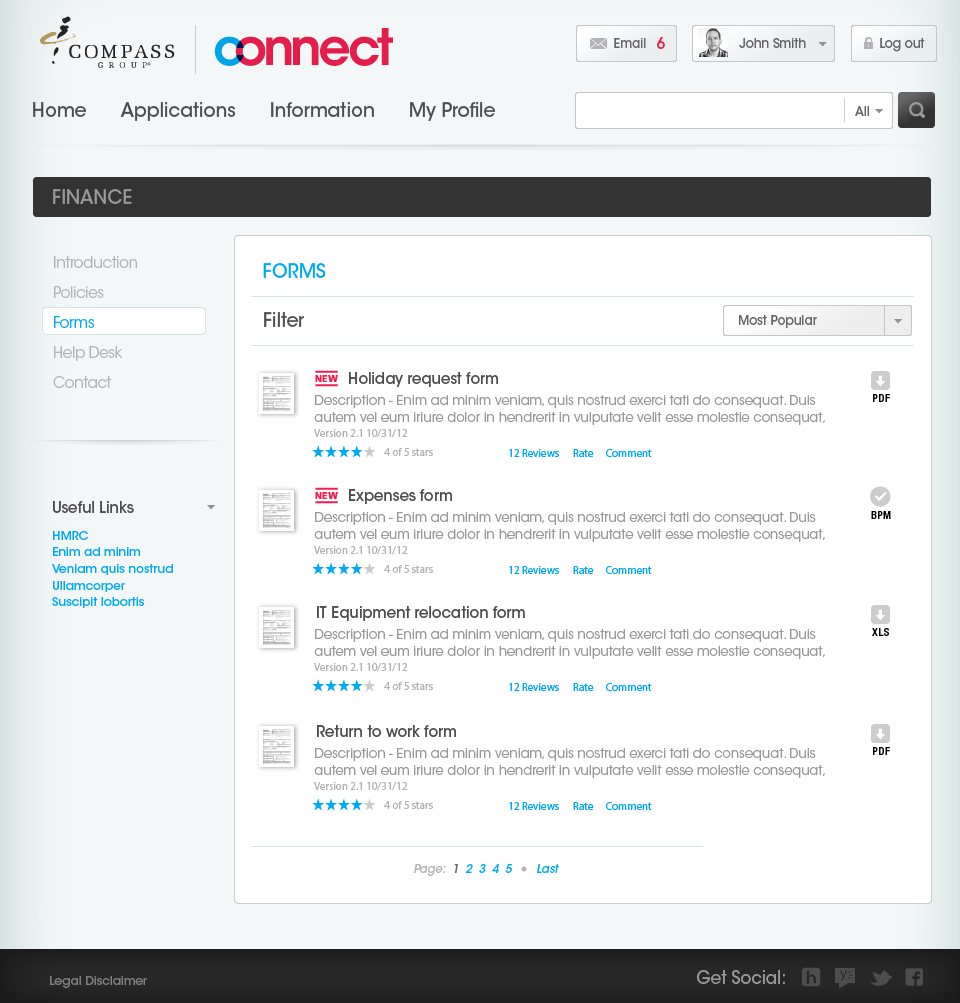 COMPASS
GROUP
connect
Email 6
John Smith
Log out
Home Applications Information My Profile
All
FINANCE
Introduction
Policies
Forms
Help Desk
Contact
Useful Links
HMRC
Enim ad minim
Veniam quis nostrud
Ullamcorper
Suscipit lobortis
FORMS
Filter
Most Popular
NEW Holiday request form
Description - Enim ad minim veniam, quis nostrud exerci tati do consequat. Duis
autem vel eum iriure dolor in hendrerit in vulputate velit esse molestie consequat,
Version 2.1 10/31/12
4 of 5 stars 12 Reviews Rate Comment
PDF
NEW Expenses form
Description - Enim ad minim veniam, quis nostrud exerci tati do consequat. Duis
autem vel eum iriure dolor in hendrerit in vulputate velit esse molestie consequat,
Version 2.1 10/31/12
4 of 5 stars 12 Reviews Rate Comment
BPM
IT Equipment relocation form
Description - Enim ad minim veniam, quis nostrud exerci tati do consequat. Duis
autem vel eum iriure dolor in hendrerit in vulputate velit esse molestie consequat,
Version 2.1 10/31/12
4 of 5 stars 12 Reviews Rate Comment
XLS
Return to work form
Description - Enim ad minim veniam, quis nostrud exerci tati do consequat. Duis
autem vel eum iriure dolor in hendrerit in vulputate velit esse molestie consequat,
Version 2.1 10/31/12
4 of 5 stars 12 Reviews Rate Comment
PDF
Page: 1 2 3 4 5 • Last
Legal Disclaimer
Get Social: